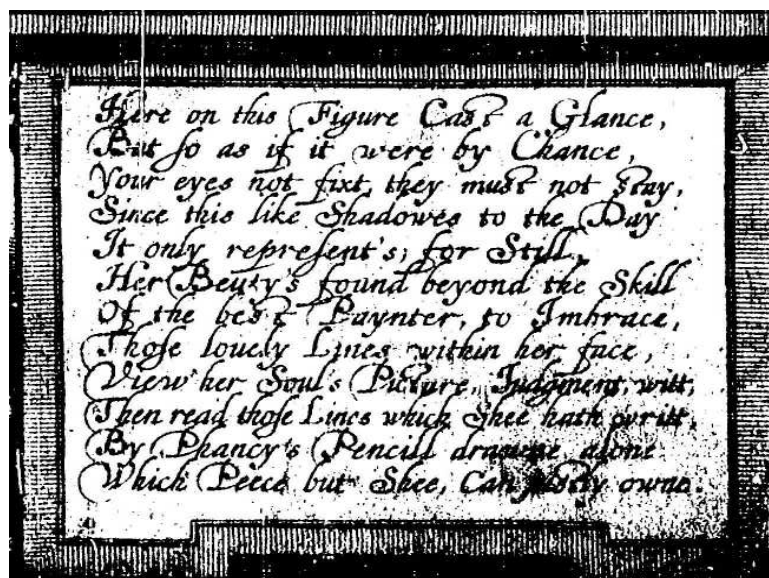 Here on this Figure Cast a Glance,
But so as if it were by Chance,
Your eyes not fixt, they must not stay,
Since this like Shadowes to the Day
It only represent's; for Still,
Her Beuty's found beyond the Skill
Of the best Paynter, to Imbrace,
Those lovely Lines within her face,
View her Soul's Picture, Judgment, witt,
Then read those Lines which Shee hath writt,
By Phancy's Pencill drawne alone
Which Peece but Shee, Can justly owne.